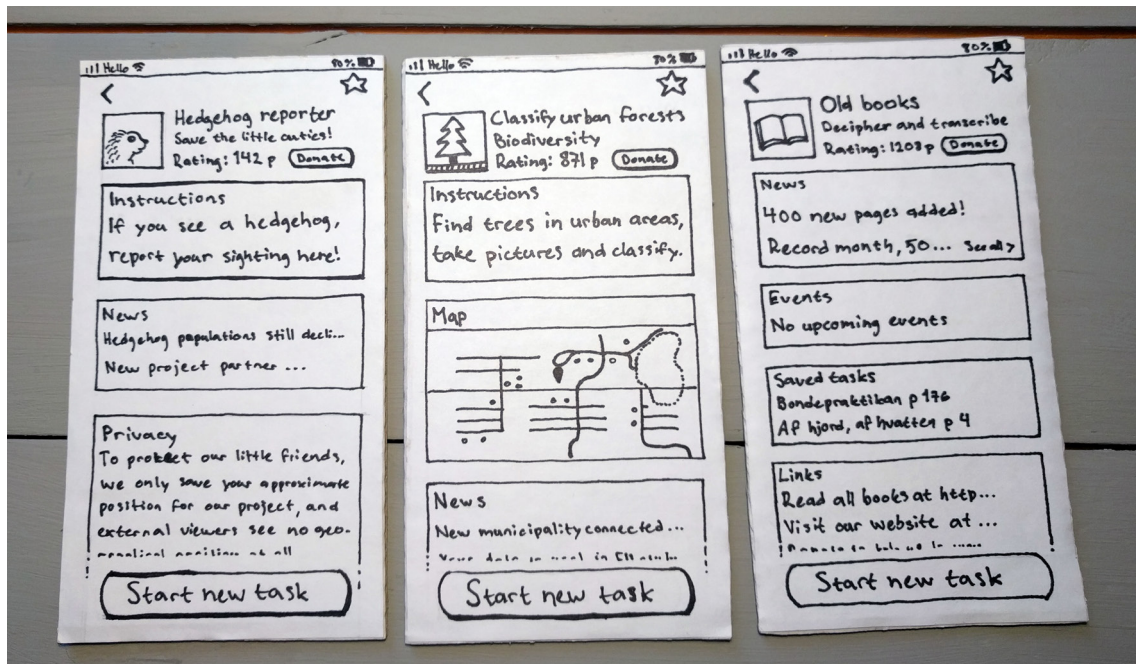 Hello
80%
Hedgehog reporter
Save the little cuties!
Rating: 142 p
Donate
Instructions
If you see a hedgehog,
report your sighting here!
News
Hedgehog populations still decli...
New project partner ...
Privacy
To protect our little friends,
we only save your approximate
position for our project, and
external viewers see no geo-
Start new task
Hello
70%
Classify urban forests
Biodiversity
Rating: 871 p
Donate
Instructions
Find trees in urban areas,
take pictures and classify.
Map
News
New municipality connected...
Start new task
Hello
80%
Old books
Decipher and transcribe
Rating: 1208 p
Donate
News
400 new pages added!
Record month, 50... See all >
Events
No upcoming events
Saved tasks
Bondepraktikan p 176
Af hjord, af hvatten p 4
Links
Read all books at http...
Visit our website at ...
Start new task